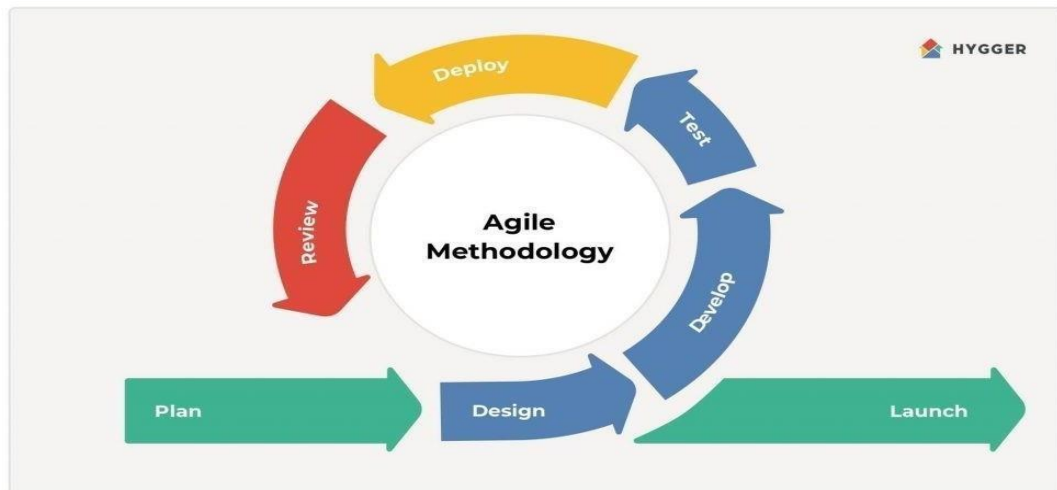 HYGGER
Deploy
Test
Review
Agile
Methodology
Develop
Plan
Design
Launch